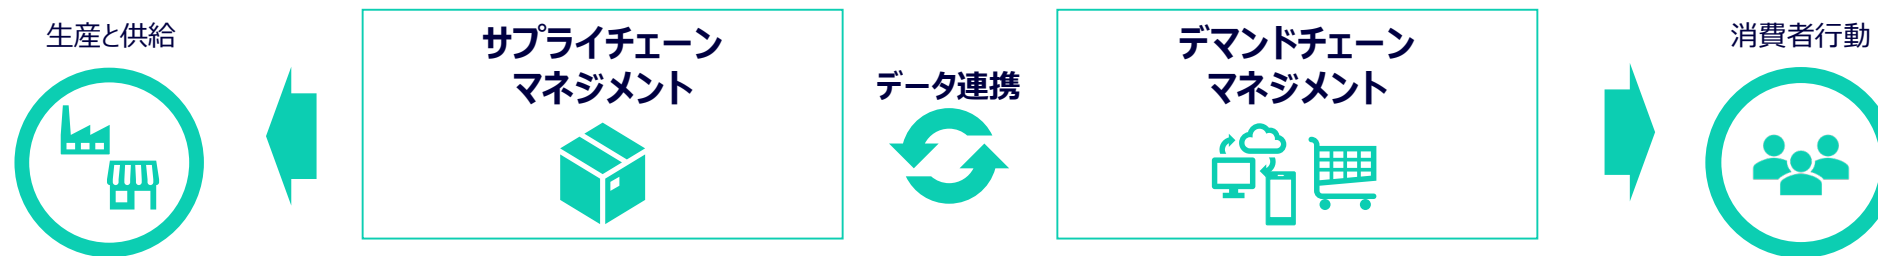 生産と供給
サプライチェーン
マネジメント
データ連携
デマンドチェーン
マネジメント
消費者行動